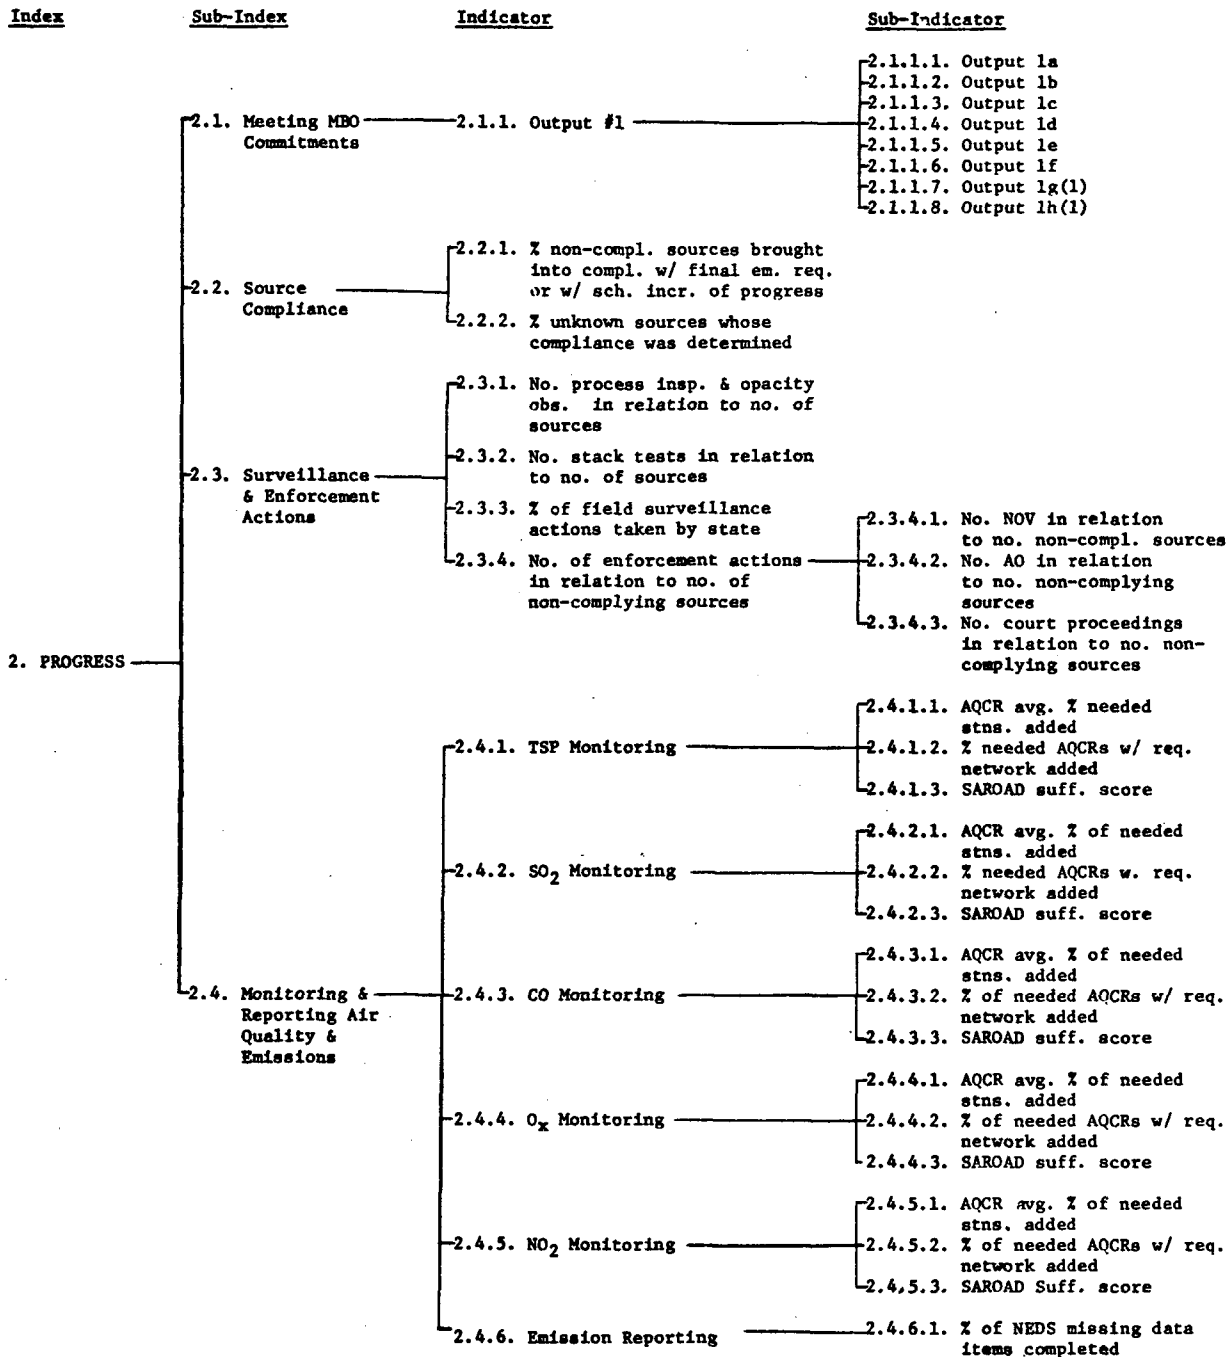 Index Sub-Index Indicator Sub-Indicator
2.1.1.1. Output 1a
2.1.1.2. Output 1b
2.1.1.3. Output 1c
2.1. Meeting MBO Commitments
2.1.1. Output #1
2.1.1.4. Output 1d
2.1.1.5. Output 1e
2.1.1.6. Output 1f
2.1.1.7. Output 1g(1)
2.1.1.8. Output 1h(1)
2.2. Source
Compliance
2.2.1. % non-compl. sources brought
into compl. w/ final em. req.
or w/ sch. incr. of progress
2.2.2. % unknown sources whose
compliance was determined
2.3. Surveillance
& Enforcement
Actions
2.3.1. No. process insp. & opacity
obs. in relation to no. of
sources
2.3.2. No. stack tests in relation
to no. of sources
2.3.3. % of field surveillance
actions taken by state
2.3.4. No. of enforcement actions
in relation to no. of
non-complying sources
2.3.4.1. No. NOV in relation
to no. non-compl. sources
2.3.4.2. No. AO in relation
to no. non-complying
sources
2.3.4.3. No. court proceedings
in relation to no. non-
complying sources
2. PROGRESS
2.4. Monitoring &
Reporting Air
Quality &
Emissions
2.4.1. TSP Monitoring
2.4.1.1. AQCR avg. % needed
stns. added
2.4.1.2. % needed AQCRs w/ req.
network added
2.4.1.3. SAROAD suff. score
2.4.2. SO2 Monitoring
2.4.2.1. AQCR avg. % of needed
stns. added
2.4.2.2. % needed AQCRs w. req.
network added
2.4.2.3. SAROAD suff. score
2.4.3. CO Monitoring
2.4.3.1. AQCR avg. % of needed
stns. added
2.4.3.2. % of needed AQCRs w/ req.
network added
2.4.3.3. SAROAD suff. score
2.4.4. Ox Monitoring
2.4.4.1. AQCR avg. % of needed
stns. added
2.4.4.2. % of needed AQCRs w/ req.
network added
2.4.4.3. SAROAD suff. score
2.4.5. NO2 Monitoring
2.4.5.1. AQCR avg. % of needed
stns. added
2.4.5.2. % of needed AQCRs w/ req.
network added
2.4.5.3. SAROAD Suff. score
2.4.6. Emission Reporting
2.4.6.1. % of NEDS missing data
items completed